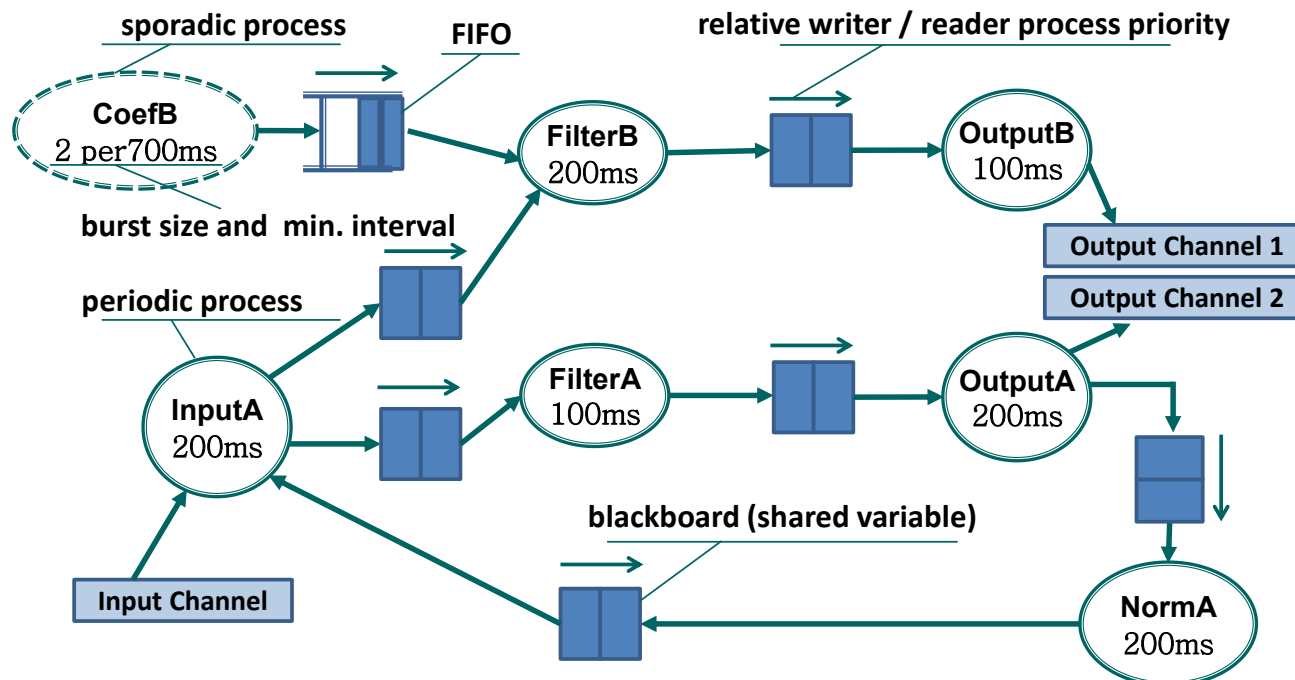 sporadic process
FIFO
relative writer / reader process priority
CoefB
2 per700ms
FilterB
200ms
OutputB
100ms
burst size and  min. interval
Output Channel 1
periodic process
Output Channel 2
InputA
200ms
FilterA
100ms
OutputA
200ms
blackboard (shared variable)
Input Channel
NormA
200ms